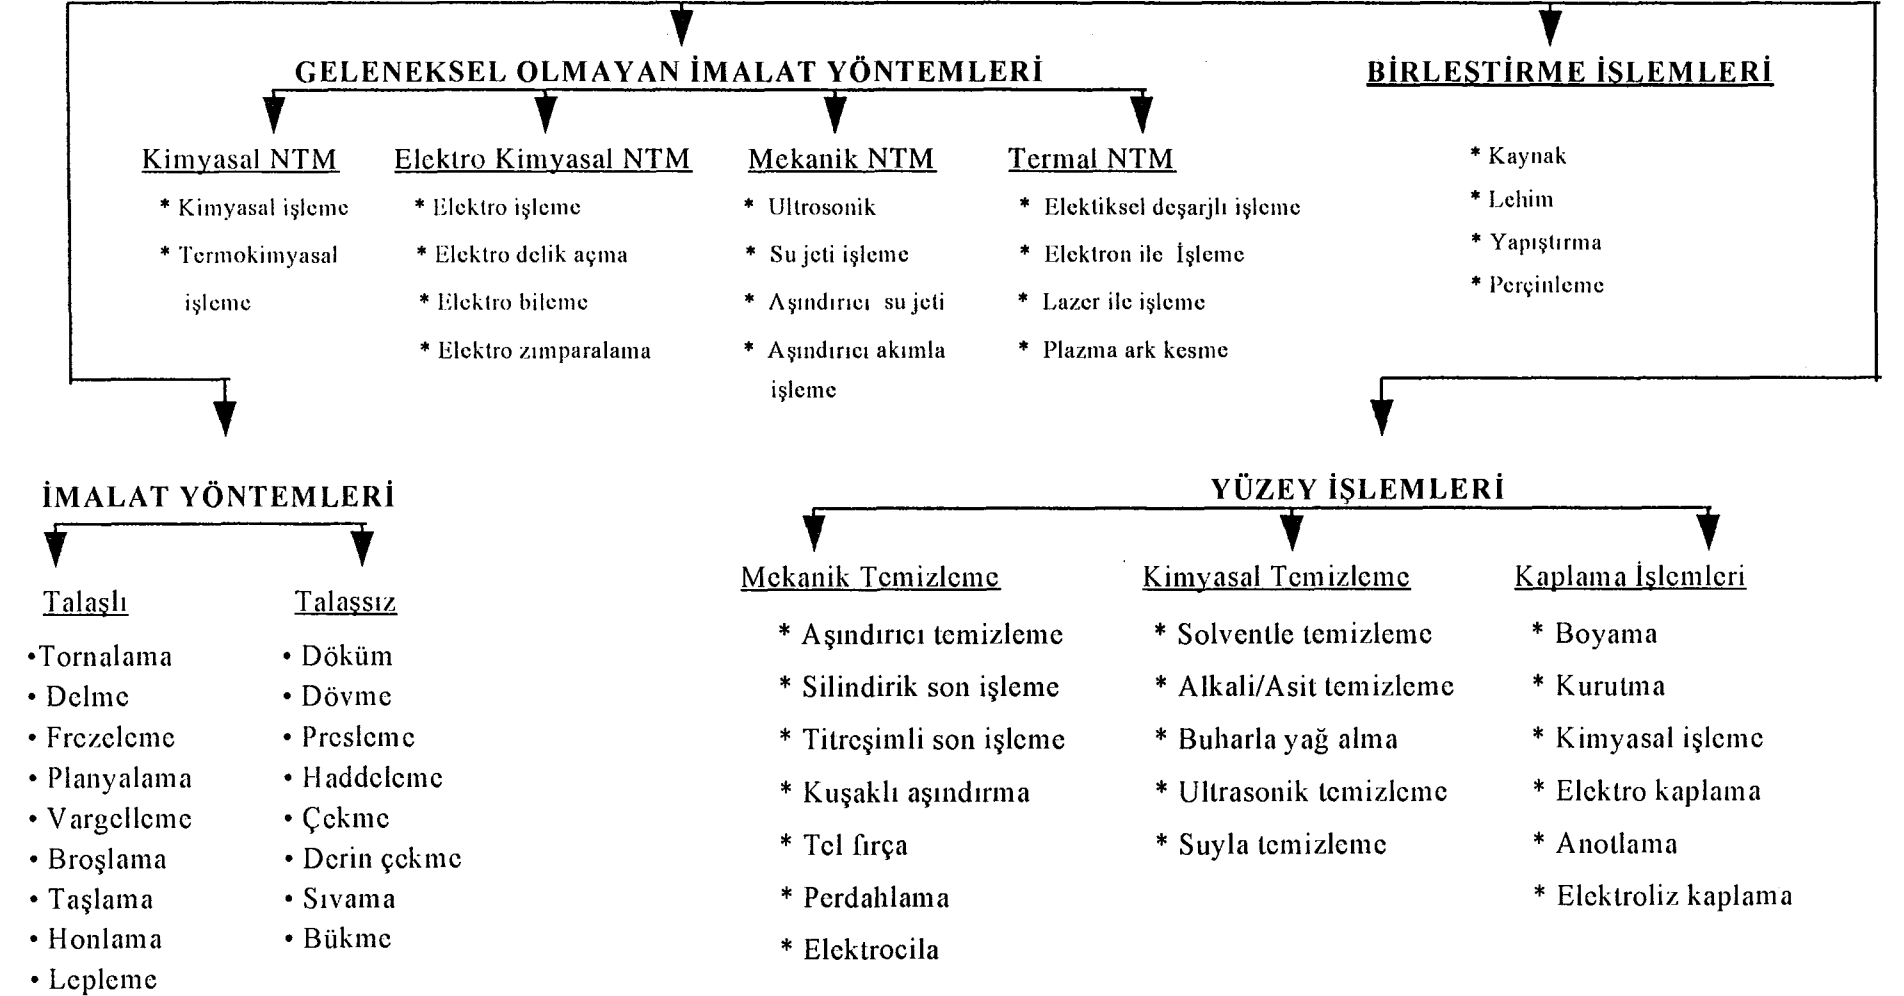 GELENEKSEL OLMAYAN İMALAT YÖNTEMLERİ
Kimyasal NTM
* Kimyasal işleme
* Termokimyasal
işleme
Elektro Kimyasal NTM
* Elektro işleme
* Elektro delik açma
* Elektro bileme
* Elektro zımparalama
Mekanik NTM
* Ultrosonik
* Su jeti işleme
* Aşındırıcı su jeti
* Aşındırıcı akımla
işleme
Termal NTM
* Elektiksel deşarjlı işleme
* Elektron ile İşleme
* Lazer ile işleme
* Plazma ark kesme
BİRLEŞTİRME İŞLEMLERİ
* Kaynak
* Lehim
* Yapıştırma
* Perçinleme
İMALAT YÖNTEMLERİ
Talaşlı
•Tornalama
• Delme
• Frezeleme
• Planyalama
• Vargelleme
• Broşlama
• Taşlama
• Honlama
• Lepleme
Talaşsız
• Döküm
• Dövme
• Presleme
• Haddeleme
• Çekme
• Derin çekme
• Sıvama
• Bükme
YÜZEY İŞLEMLERİ
Mekanik Temizleme
* Aşındırıcı temizleme
* Silindirik son işleme
* Titreşimli son işleme
* Kuşaklı aşındırma
* Tel fırça
* Perdahlama
* Elektrocila
Kimyasal Temizleme
* Solventle temizleme
* Alkali/Asit temizleme
* Buharla yağ alma
* Ultrasonik temizleme
* Suyla temizleme
Kaplama İşlemleri
* Boyama
* Kurutma
* Kimyasal işleme
* Elektro kaplama
* Anotlama
* Elektroliz kaplama